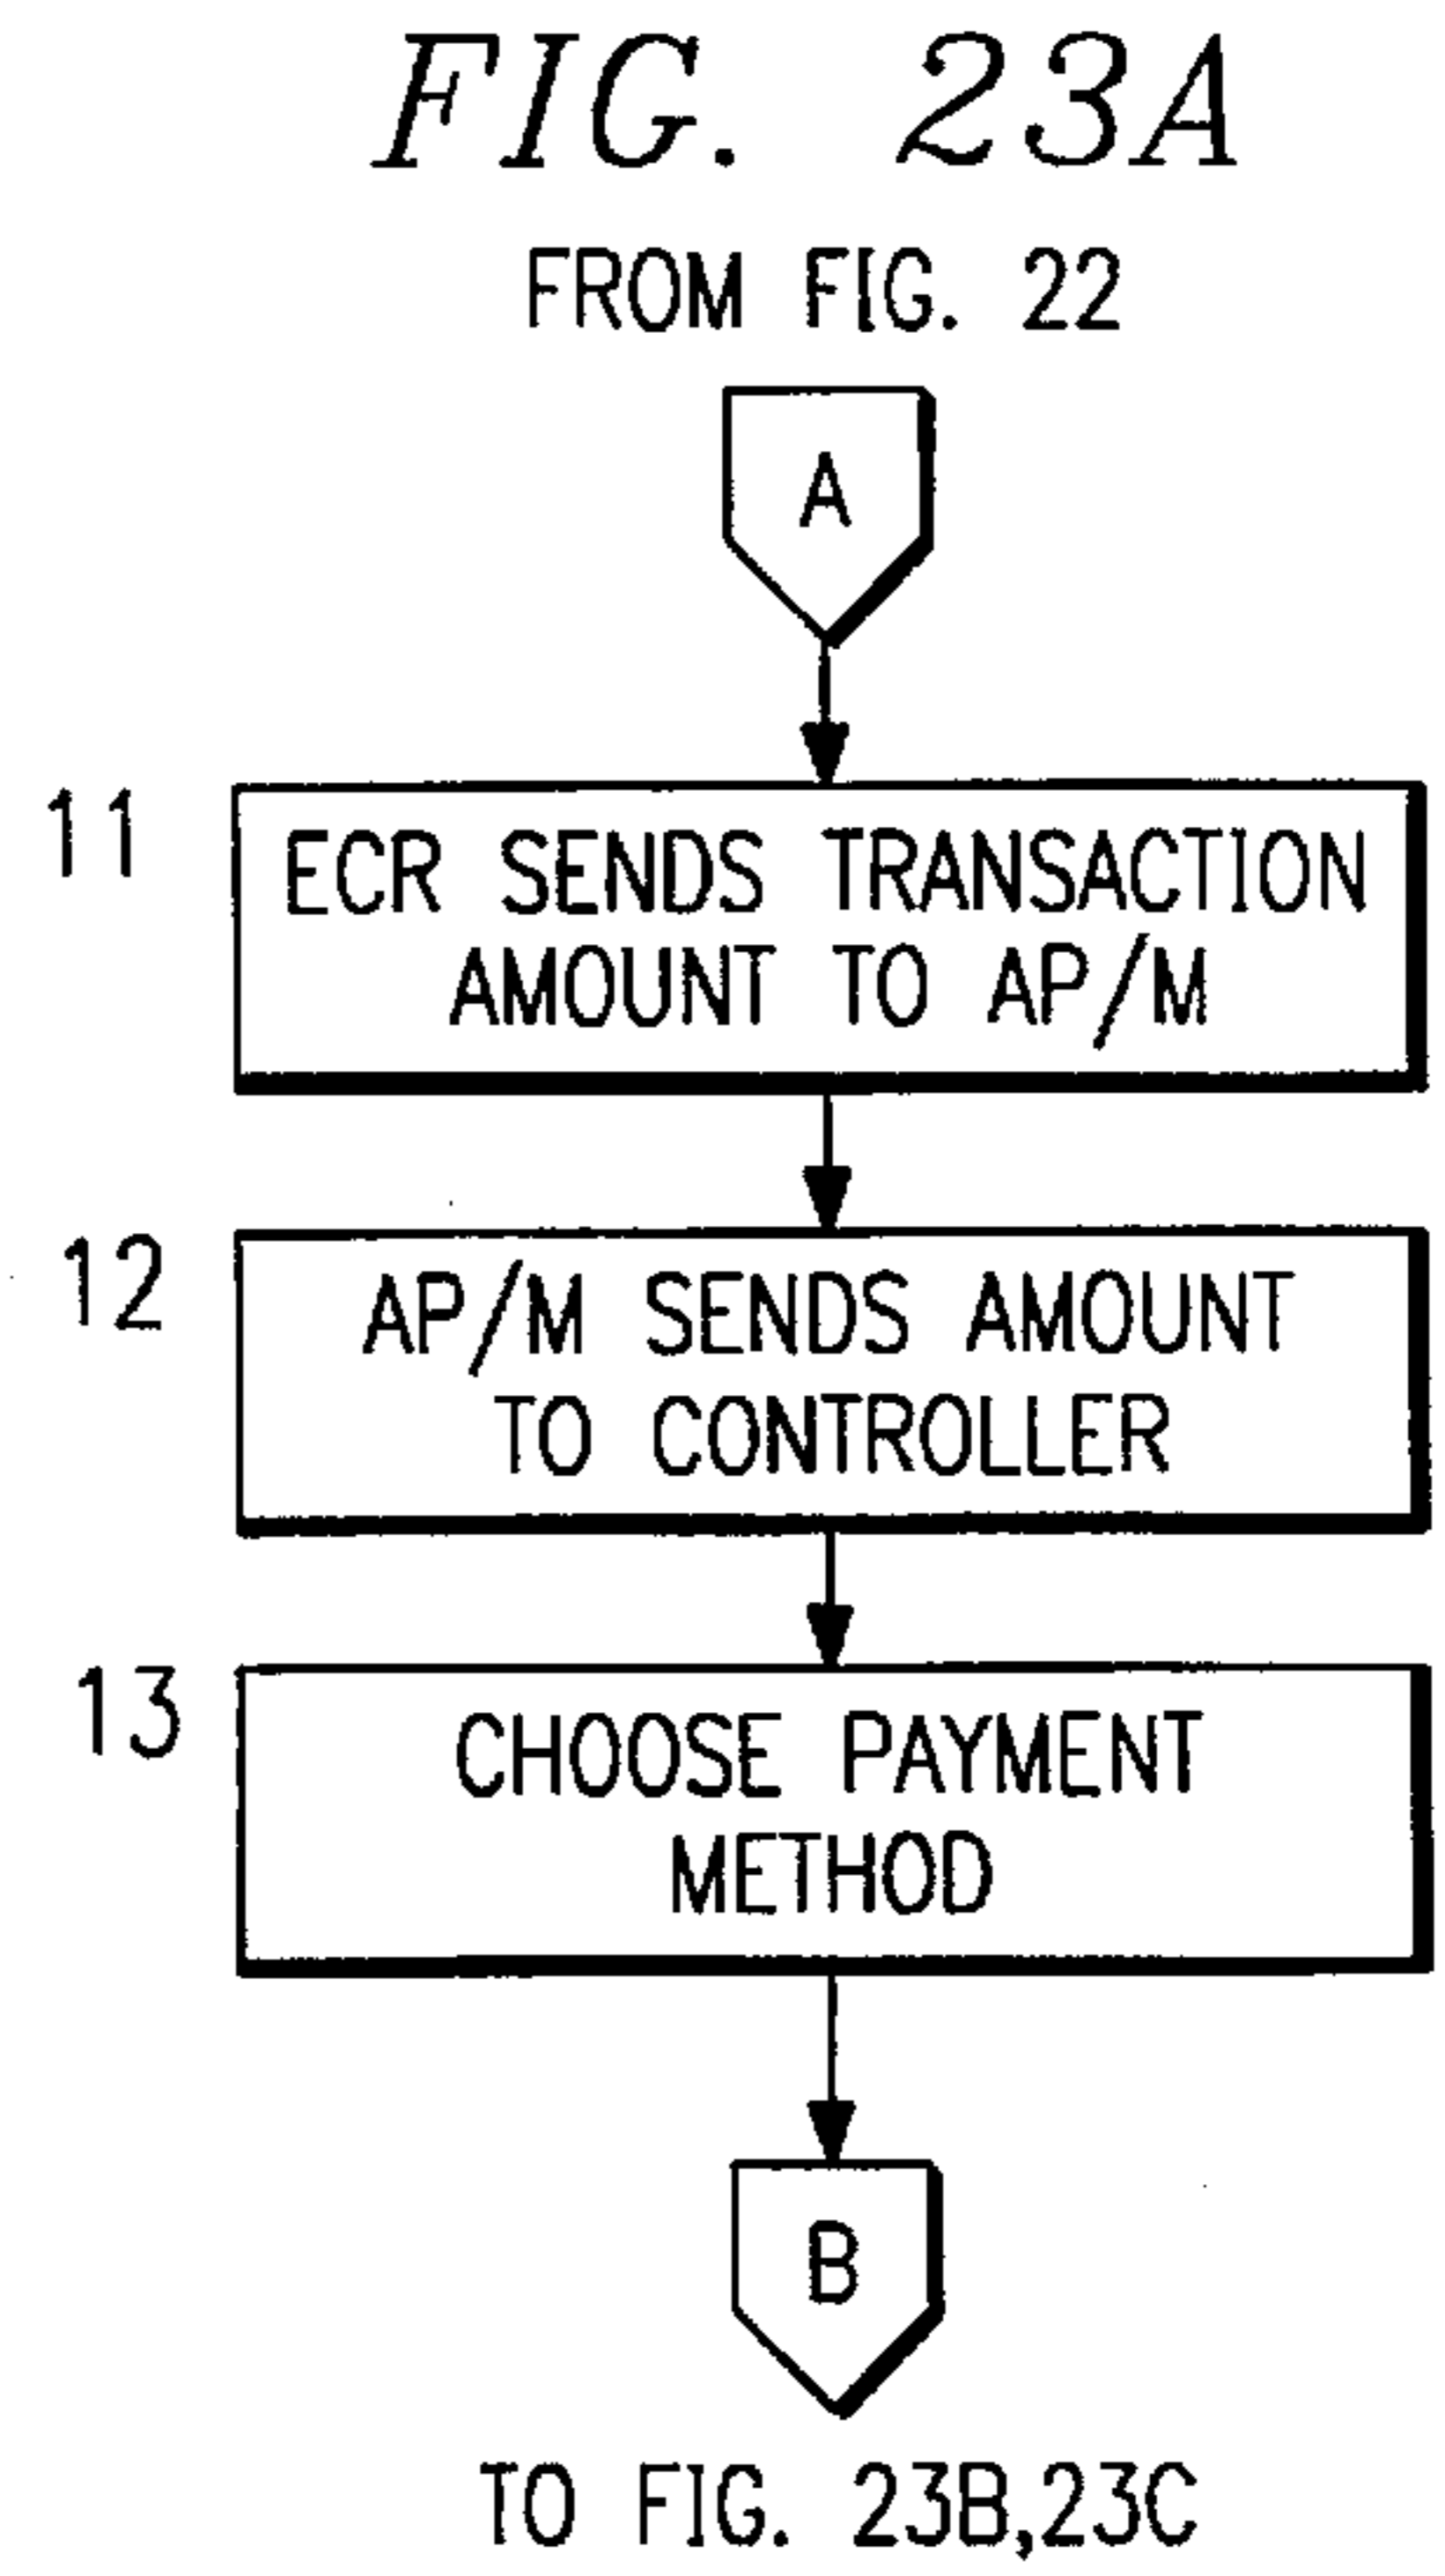 FIG. 23A
FROM FIG. 22
A
11
ECR SENDS TRANSACTION
AMOUNT TO AP/M
12
AP/M SENDS AMOUNT
TO CONTROLLER
13
CHOOSE PAYMENT
METHOD
B
TO FIG. 23B,23C